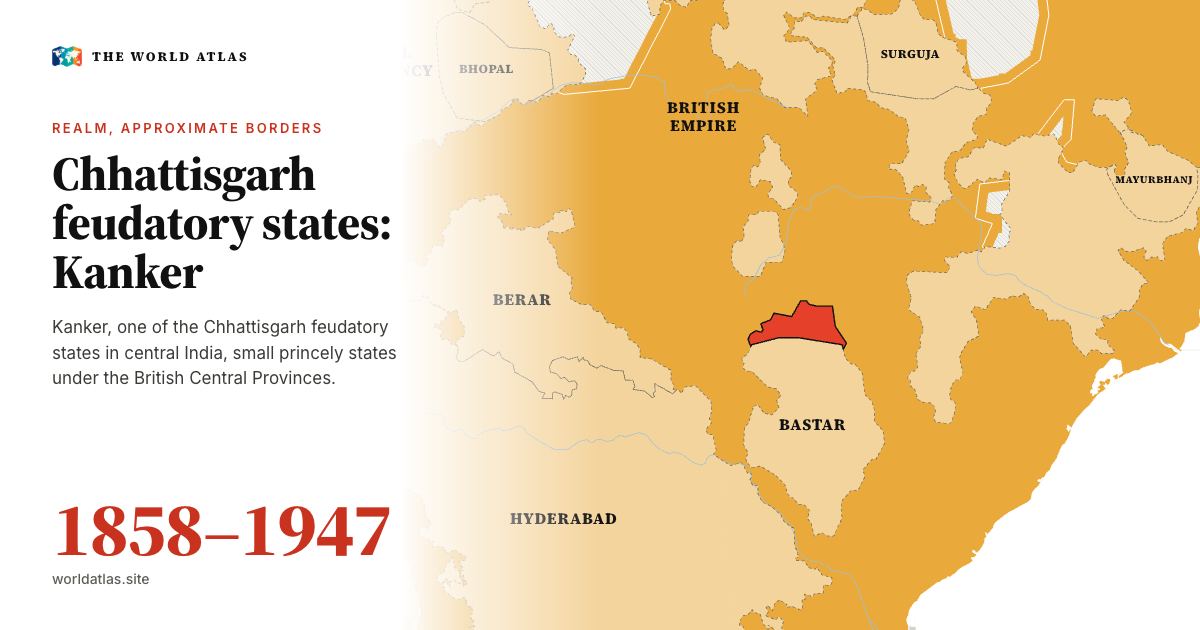 THE WORLD ATLAS
REALM, APPROXIMATE BORDERS
Chhattisgarh
feudatory states:
Kanker
Kanker, one of the Chhattisgarh feudatory
states in central India, small princely states
under the British Central Provinces.
1858–1947
worldatlas.site
BHOPAL
SURGUJA
BRITISH
EMPIRE
MAYURBHANJ
BERAR
BASTAR
HYDERABAD